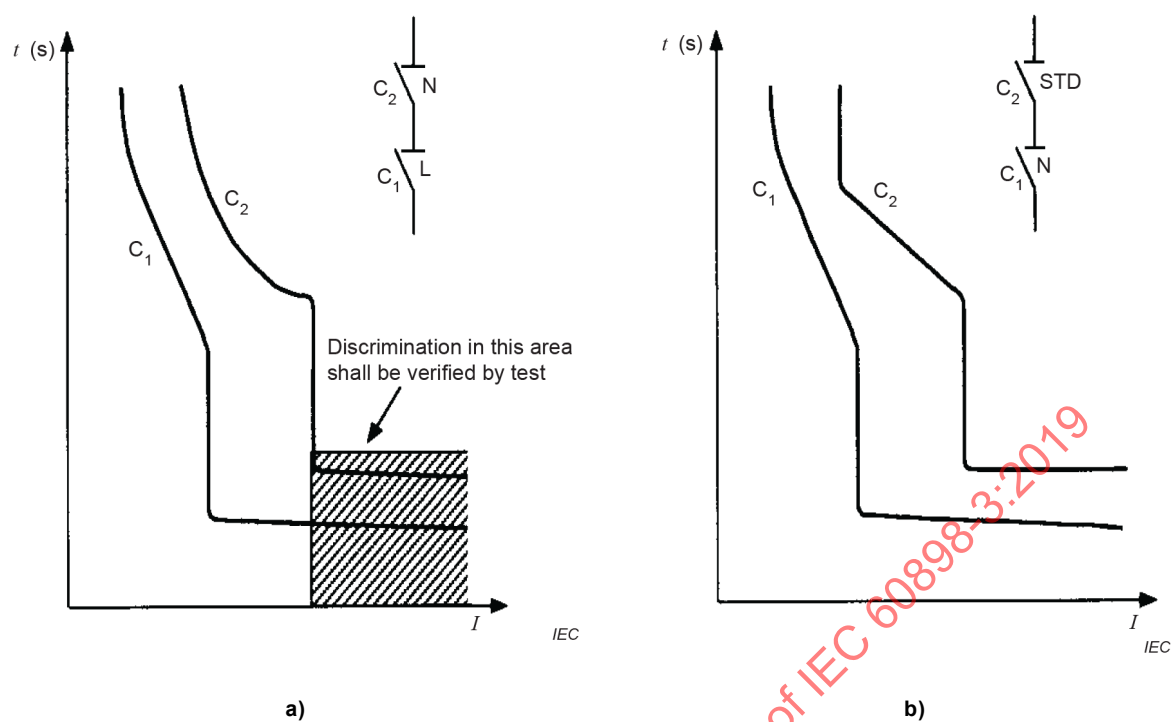 t (s)
C2
N
C1
L
C2
C1
Discrimination in this area
shall be verified by test
I
IEC
a)
t (s)
C2
STD
C1
N
C1
C2
I
IEC
b)
of IEC 60898-3:2019